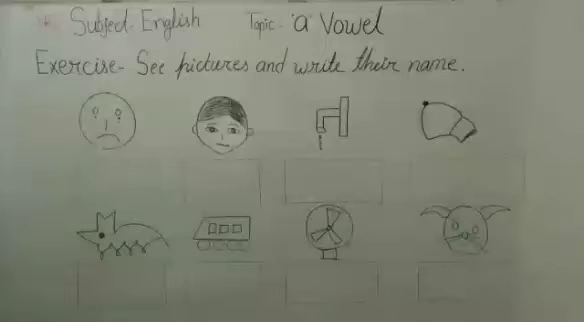 Subject- English Topic- 'a' Vowel
Exercise- See pictures and write their name.